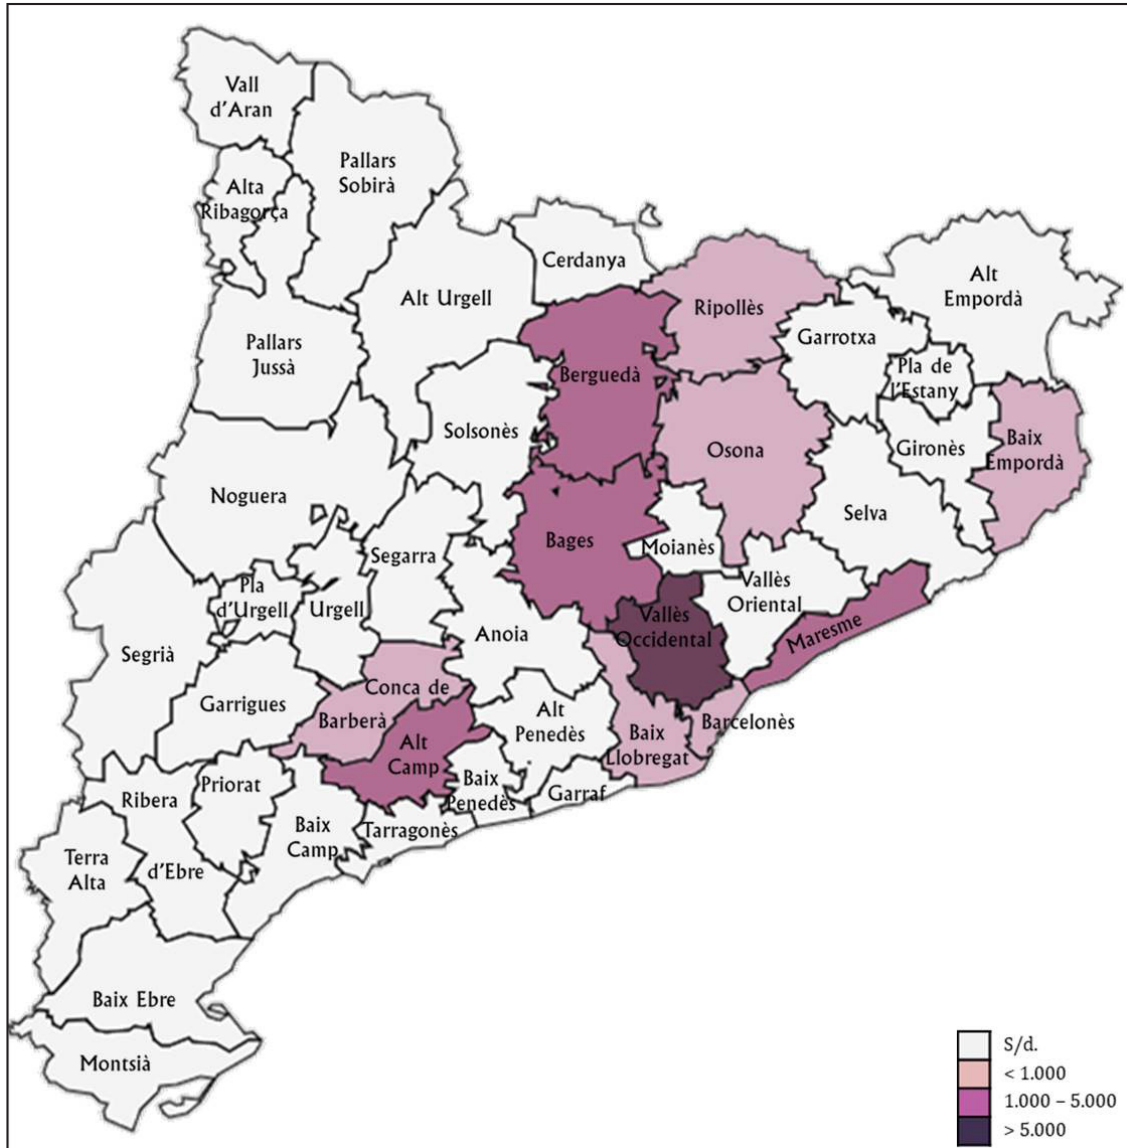 Vall
d'Aran
Pallars
Sobirà
Alta
Ribagorça
Cerdanya
Alt
Empordà
Alt Urgell
Ripollès
Garrotxa
Pallars
Jussà
Pla de
l'Estany
Berguedà
Solsonès
Osona
Gironès
Baix
Empordà
Noguera
Selva
Bages
Moianès
Segarra
Pla
d'Urgell
Urgell
Vallès
Oriental
Vallès
Occidental
Maresme
Anoia
Segrià
Garrigues
Conca de
Barberà
Alt
Penedès
Barcelonès
Alt
Camp
Baix
Llobregat
Baix
Penedès
Garraf
Priorat
Ribera
d'Ebre
Baix
Camp
Tarragonès
Terra
Alta
Baix Ebre
Montsià
S/d.
< 1.000
1.000 – 5.000
> 5.000